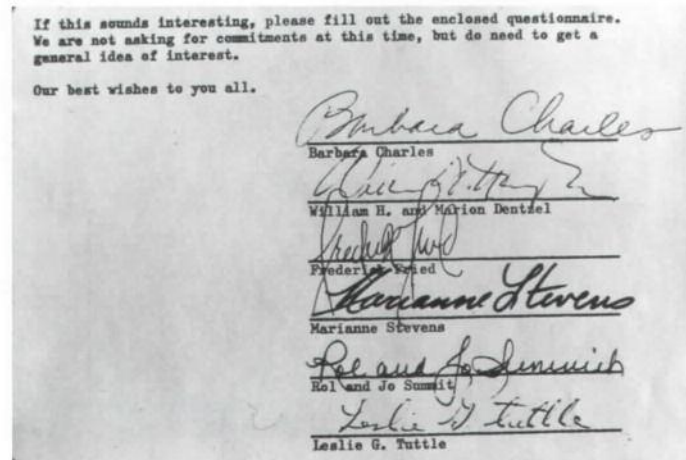 If this sounds interesting, please fill out the enclosed questionnaire.
We are not asking for commitments at this time, but do need to get a
general idea of interest.
Our best wishes to you all.
Barbara Charles
Barbara Charles
William H. and Marion Dentzel
Frederick Fried
Frederick Fried
Marianne Stevens
Marianne Stevens
Rol and Jo Summit
Rol and Jo Summit
Leslie G Tuttle
Leslie G. Tuttle